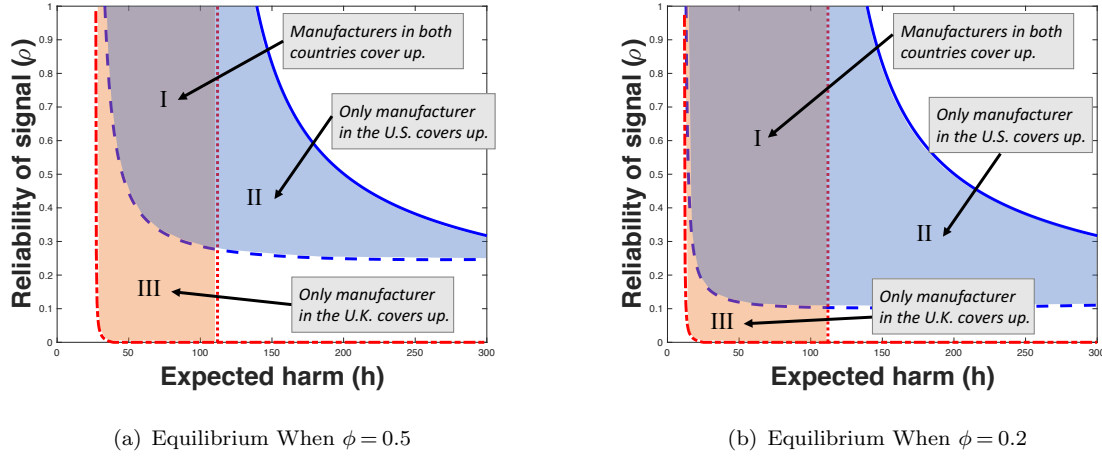 Reliability of signal (ρ)
1
0.9
0.8
0.7
0.6
0.5
0.4
0.3
0.2
0.1
0
Manufacturers in both
countries cover up.
I
Only manufacturer
in the U.S. covers up.
II
III
Only manufacturer
in the U.K. covers up.
0 50 100 150 200 250 300
Expected harm (h)
(a) Equilibrium When ϕ = 0.5
Reliability of signal (ρ)
1
0.9
0.8
0.7
0.6
0.5
0.4
0.3
0.2
0.1
0
Manufacturers in both
countries cover up.
I
Only manufacturer
in the U.S. covers up.
II
III
Only manufacturer
in the U.K. covers up.
0 50 100 150 200 250 300
Expected harm (h)
(b) Equilibrium When ϕ = 0.2